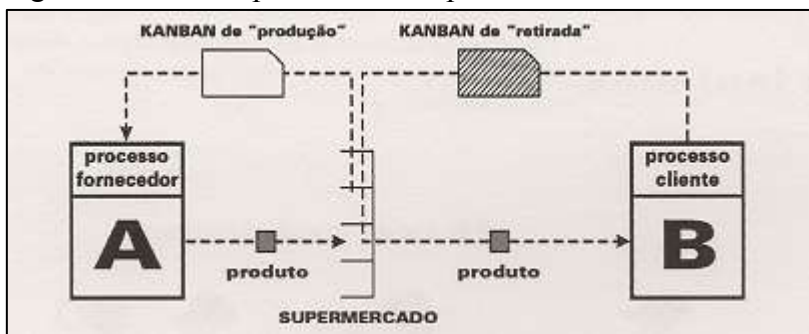 KANBAN de "produção"
KANBAN de "retirada"
processo
fornecedor
A
processo
cliente
B
produto
produto
SUPERMERCADO